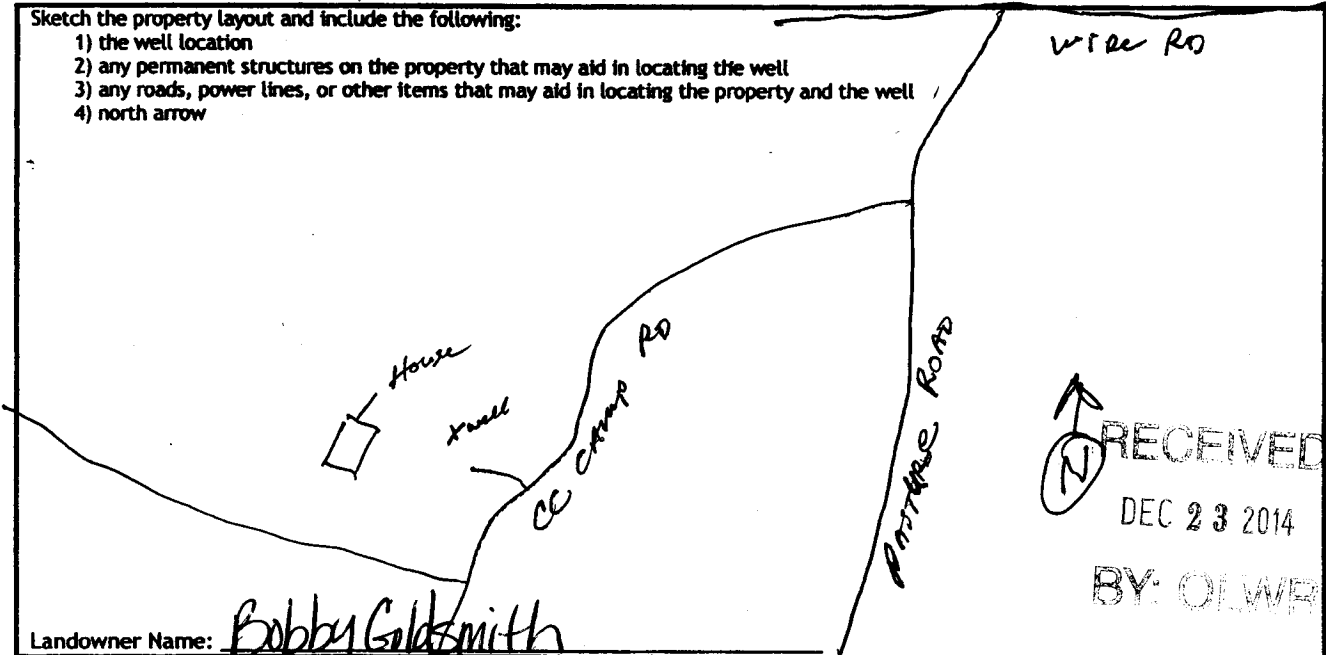 Sketch the property layout and include the following:
1) the well location
2) any permanent structures on the property that may aid in locating the well
3) any roads, power lines, or other items that may aid in locating the property and the well
4) north arrow
WIRE RD
House
x well
CC CAMP RD
PASTURE ROAD
N
RECEIVED
DEC 23 2014
BY: OLWR
Landowner Name: Bobby Goldsmith